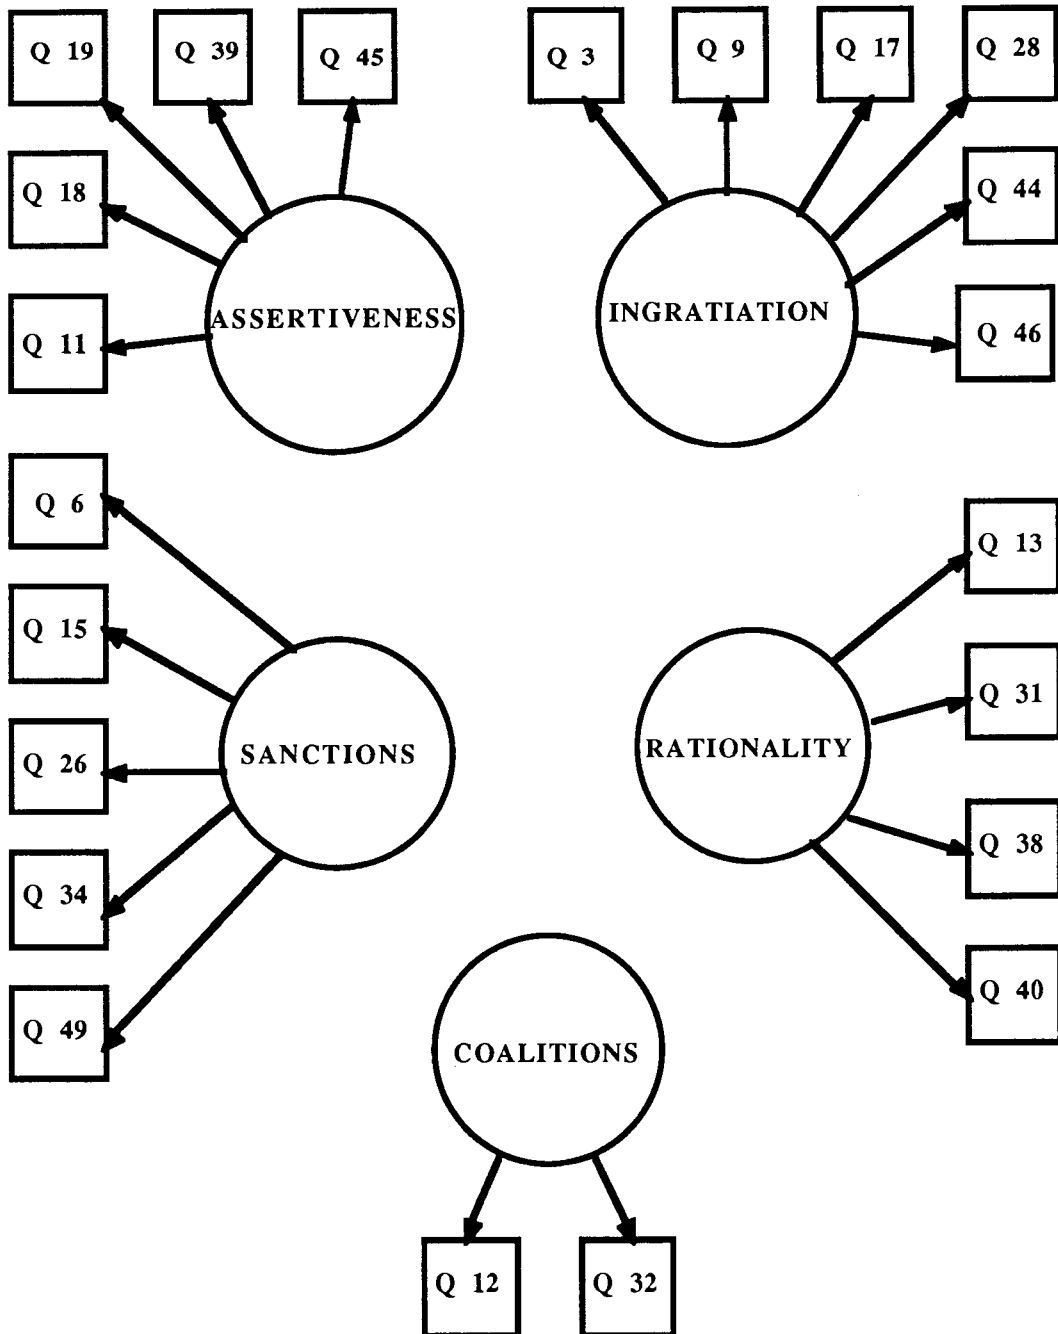 Q 19
Q 39
Q 45
Q 3
Q 9
Q 17
Q 28
Q 18
Q 44
ASSERTIVENESS
INGRATIATION
Q 11
Q 46
Q 6
Q 13
Q 15
Q 31
SANCTIONS
RATIONALITY
Q 26
Q 38
Q 34
Q 40
Q 49
COALITIONS
Q 12
Q 32